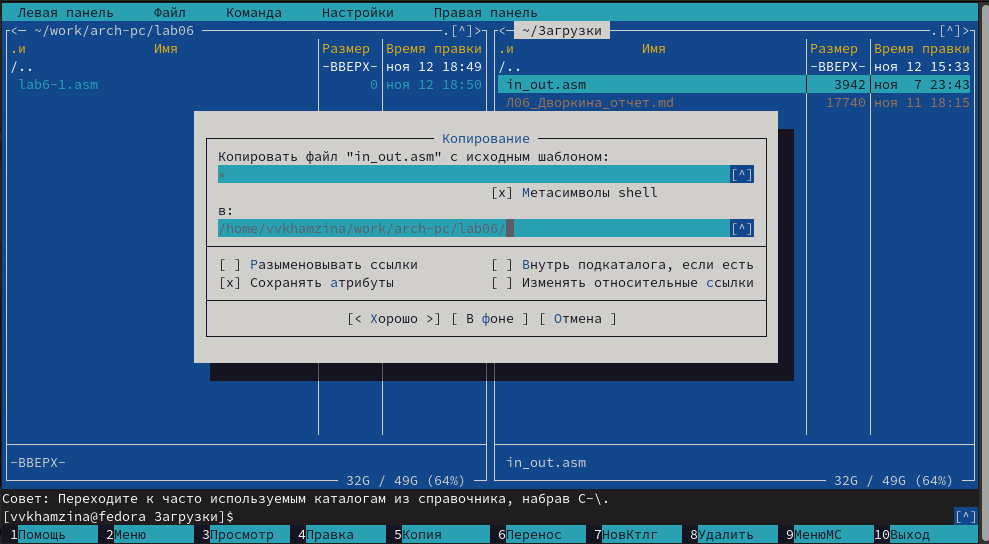 Левая панель Файл Команда Настройки Правая панель
<─ ~/work/arch-pc/lab06 .[^]> <─ ~/Загрузки .[^]>
.и Имя Размер Время правки .и Имя Размер Время правки
/.. -ВВЕРХ- ноя 12 18:49 /.. -ВВЕРХ- ноя 12 15:33
lab6-1.asm 0 ноя 12 18:50 in_out.asm 3942 ноя 7 23:43
Л06_Дворкина_отчет.md 17740 ноя 11 18:15
Копирование
Копировать файл "in_out.asm" с исходным шаблоном:
* [^]
[x] Метасимволы shell
в:
/home/vvkhamzina/work/arch-pc/lab06/ [^]
[ ] Разыменовывать ссылки [ ] Внутрь подкаталога, если есть
[x] Сохранять атрибуты [ ] Изменять относительные ссылки
[< Хорошо >] [ В фоне ] [ Отмена ]
-ВВЕРХ- in_out.asm
32G / 49G (64%) 32G / 49G (64%)
Совет: Переходите к часто используемым каталогам из справочника, набрав C-\.
[vvkhamzina@fedora Загрузки]$ [^]
1Помощь 2Меню 3Просмотр 4Правка 5Копия 6Перенос 7НовКтлг 8Удалить 9МенюМС 10Выход